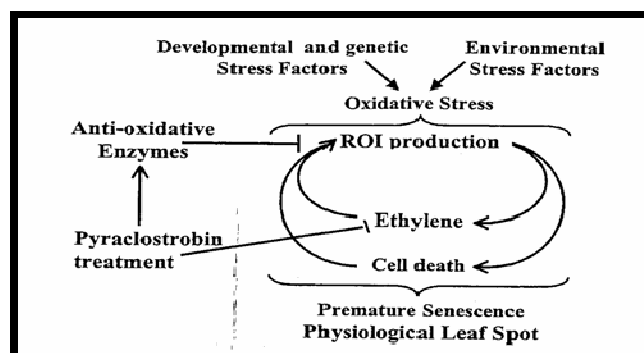 Developmental and genetic
Stress Factors
Environmental
Stress Factors
Oxidative Stress
Anti-oxidative
Enzymes
ROI production
Ethylene
Pyraclostrobin
treatment
Cell death
Premature Senescence
Physiological Leaf Spot